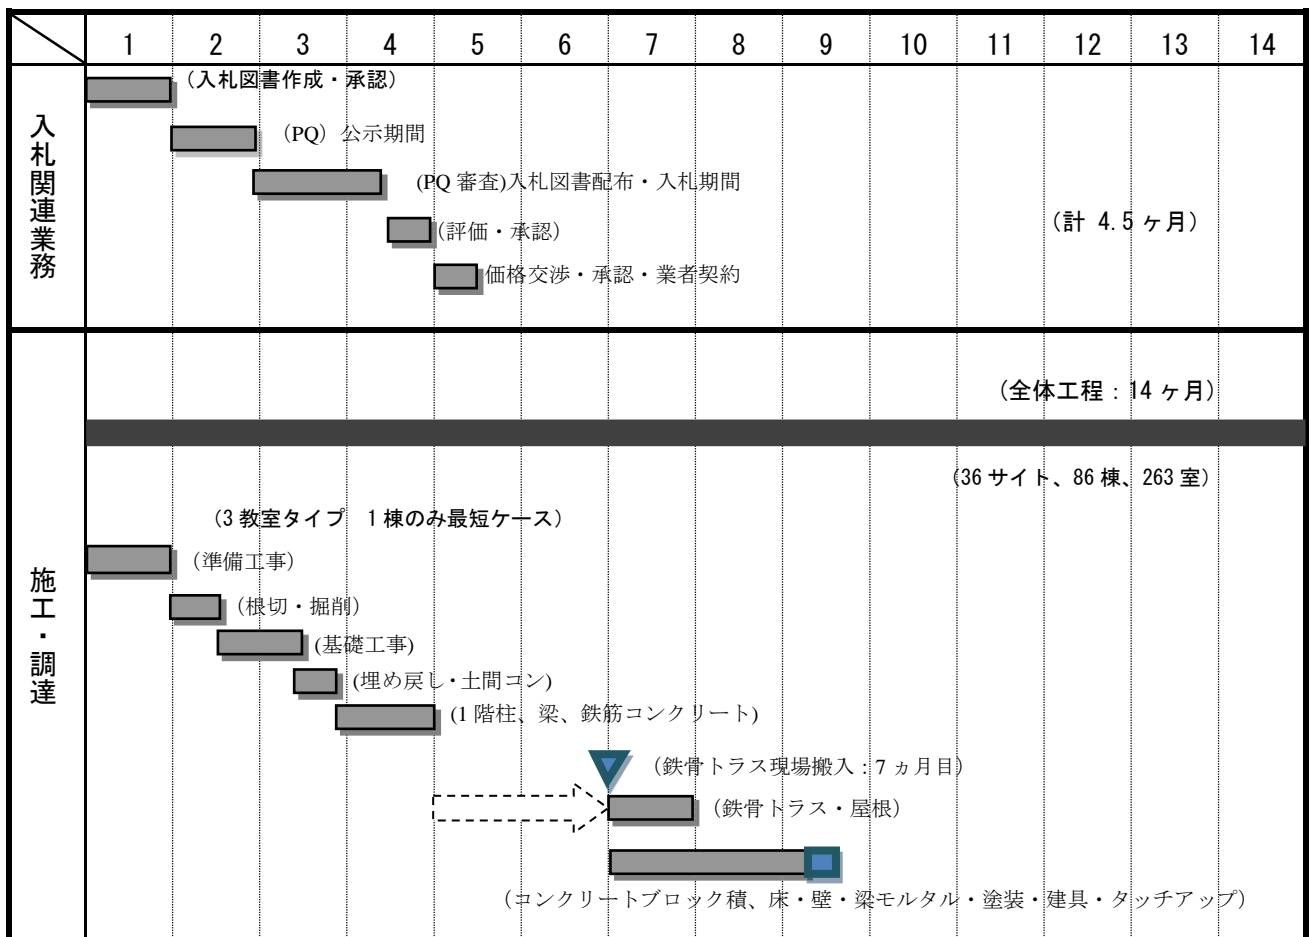 1 2 3 4 5 6 7 8 9 10 11 12 13 14
入札関連業務
（入札図書作成・承認）
（PQ）公示期間
(PQ 審査)入札図書配布・入札期間
（計 4.5 ヶ月）
(評価・承認）
価格交渉・承認・業者契約
施工・調達
（全体工程：14 ヶ月）
（36 サイト、86 棟、263 室）
（3 教室タイプ　1 棟のみ最短ケース）
（準備工事）
（根切・掘削）
(基礎工事)
(埋め戻し・土間コン)
(1 階柱、梁、鉄筋コンクリート)
（鉄骨トラス現場搬入：7 ヵ月目）
（鉄骨トラス・屋根）
（コンクリートブロック積、床・壁・梁モルタル・塗装・建具・タッチアップ）